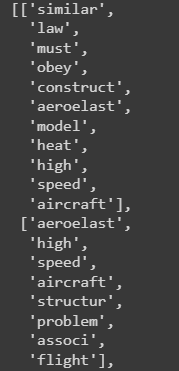 [['similar',
'law',
'must',
'obey',
'construct',
'aeroelast',
'model',
'heat',
'high',
'speed',
'aircraft'],
['aeroelast',
'high',
'speed',
'aircraft',
'structur',
'problem',
'associ',
'flight'],